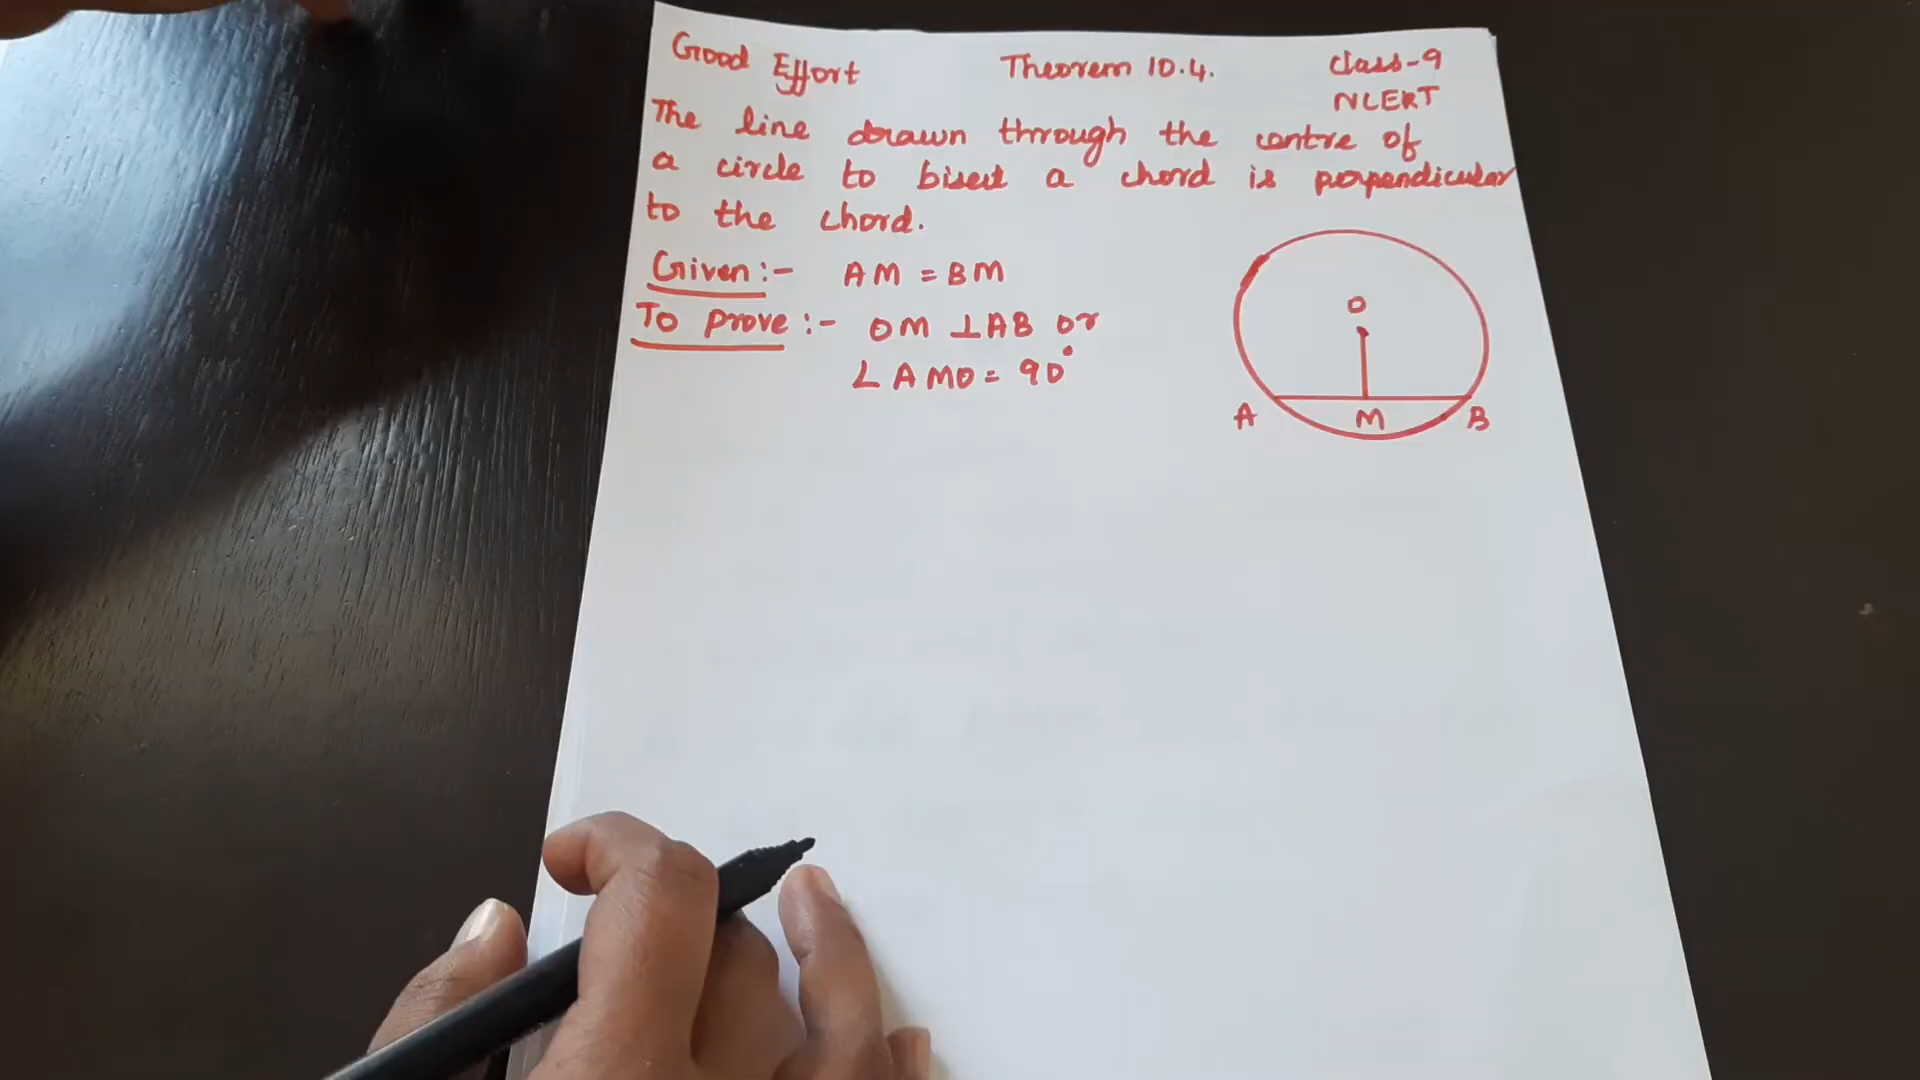 Good Effort Theorem 10.4. Class-9
NCERT
The line drawn through the centre of
a circle to bisect a chord is perpendicular
to the chord.
Given :- AM = BM
To prove :- OM ⊥AB or
∠AMO = 90°
O
A M B